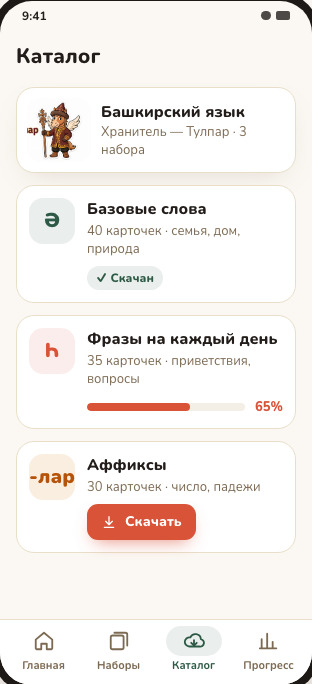 9:41
Каталог
Башкирский язык
Хранитель — Тулпар · 3
набора
ар
ә
Базовые слова
40 карточек · семья, дом,
природа
✓ Скачан
һ
Фразы на каждый день
35 карточек · приветствия,
вопросы
65%
-лар
Аффиксы
30 карточек · число, падежи
Скачать
Главная
Наборы
Каталог
Прогресс